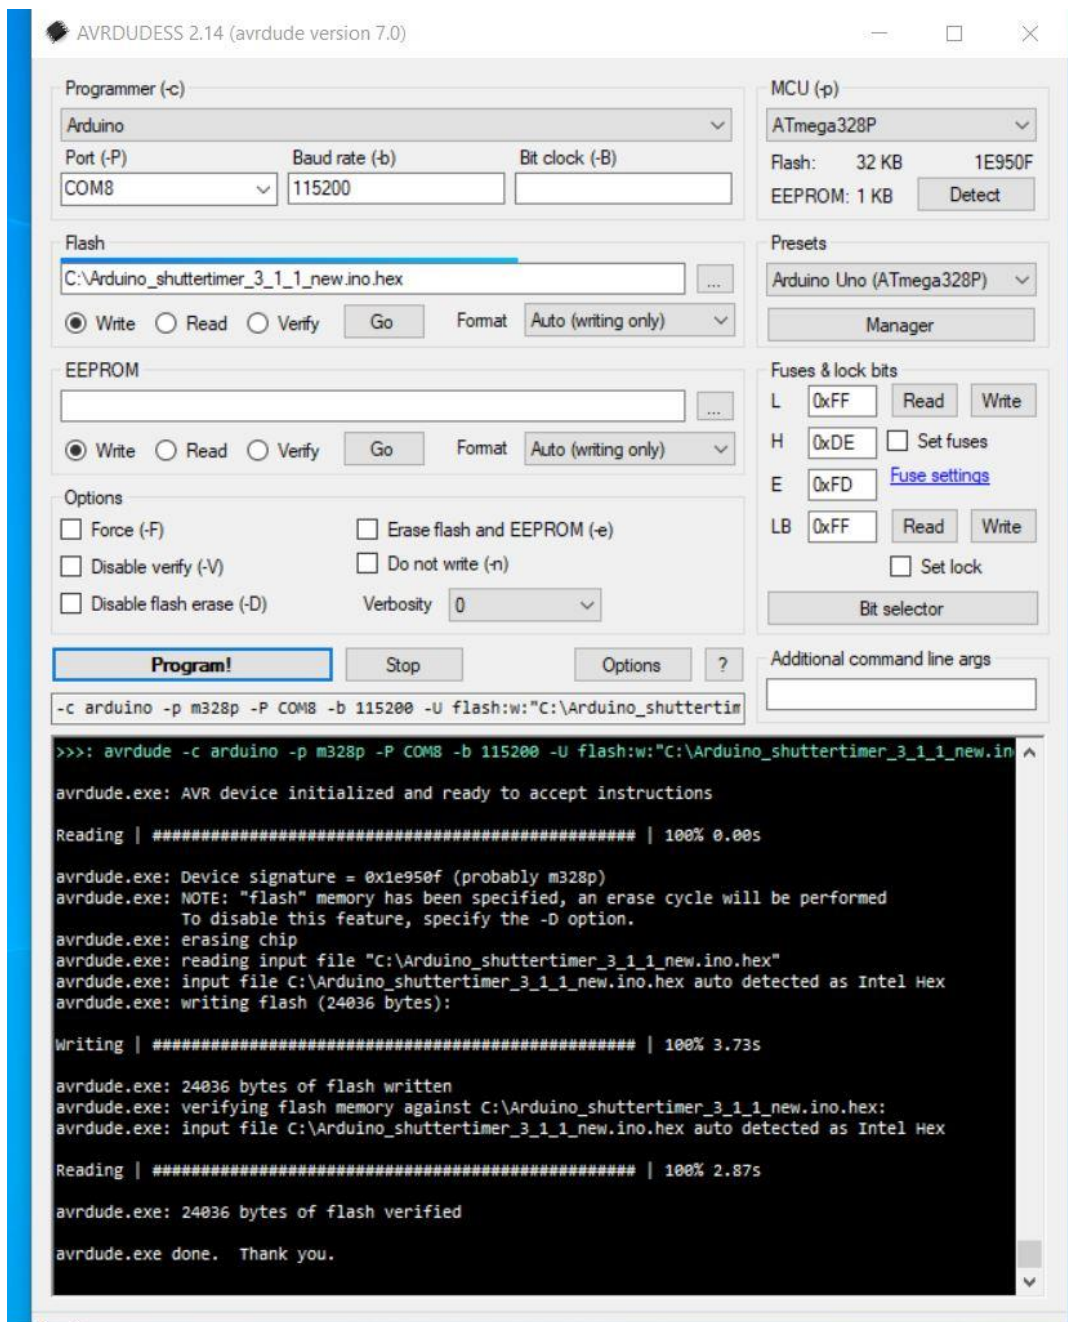 AVRDUDESS 2.14 (avrdude version 7.0)
Programmer (-c)
Arduino
Port (-P) Baud rate (-b) Bit clock (-B)
COM8 115200
MCU (-p)
ATmega328P
Flash: 32 KB 1E950F
EEPROM: 1 KB Detect
Flash
C:\Arduino_shuttertimer_3_1_1_new.ino.hex ...
Write Read Verify Go Format Auto (writing only)
Presets
Arduino Uno (ATmega328P)
Manager
EEPROM
...
Write Read Verify Go Format Auto (writing only)
Fuses & lock bits
L 0xFF Read Write
H 0xDE Set fuses
E 0xFD Fuse settings
LB 0xFF Read Write
Set lock
Bit selector
Options
Force (-F) Erase flash and EEPROM (-e)
Disable verify (-V) Do not write (-n)
Disable flash erase (-D) Verbosity 0
Program! Stop Options ?
Additional command line args
-c arduino -p m328p -P COM8 -b 115200 -U flash:w:"C:\Arduino_shuttertim
>>>: avrdude -c arduino -p m328p -P COM8 -b 115200 -U flash:w:"C:\Arduino_shuttertimer_3_1_1_new.in
avrdude.exe: AVR device initialized and ready to accept instructions
Reading | ################################################## | 100% 0.00s
avrdude.exe: Device signature = 0x1e950f (probably m328p)
avrdude.exe: NOTE: "flash" memory has been specified, an erase cycle will be performed
To disable this feature, specify the -D option.
avrdude.exe: erasing chip
avrdude.exe: reading input file "C:\Arduino_shuttertimer_3_1_1_new.ino.hex"
avrdude.exe: input file C:\Arduino_shuttertimer_3_1_1_new.ino.hex auto detected as Intel Hex
avrdude.exe: writing flash (24036 bytes):
Writing | ################################################## | 100% 3.73s
avrdude.exe: 24036 bytes of flash written
avrdude.exe: verifying flash memory against C:\Arduino_shuttertimer_3_1_1_new.ino.hex:
avrdude.exe: input file C:\Arduino_shuttertimer_3_1_1_new.ino.hex auto detected as Intel Hex
Reading | ################################################## | 100% 2.87s
avrdude.exe: 24036 bytes of flash verified
avrdude.exe done.  Thank you.